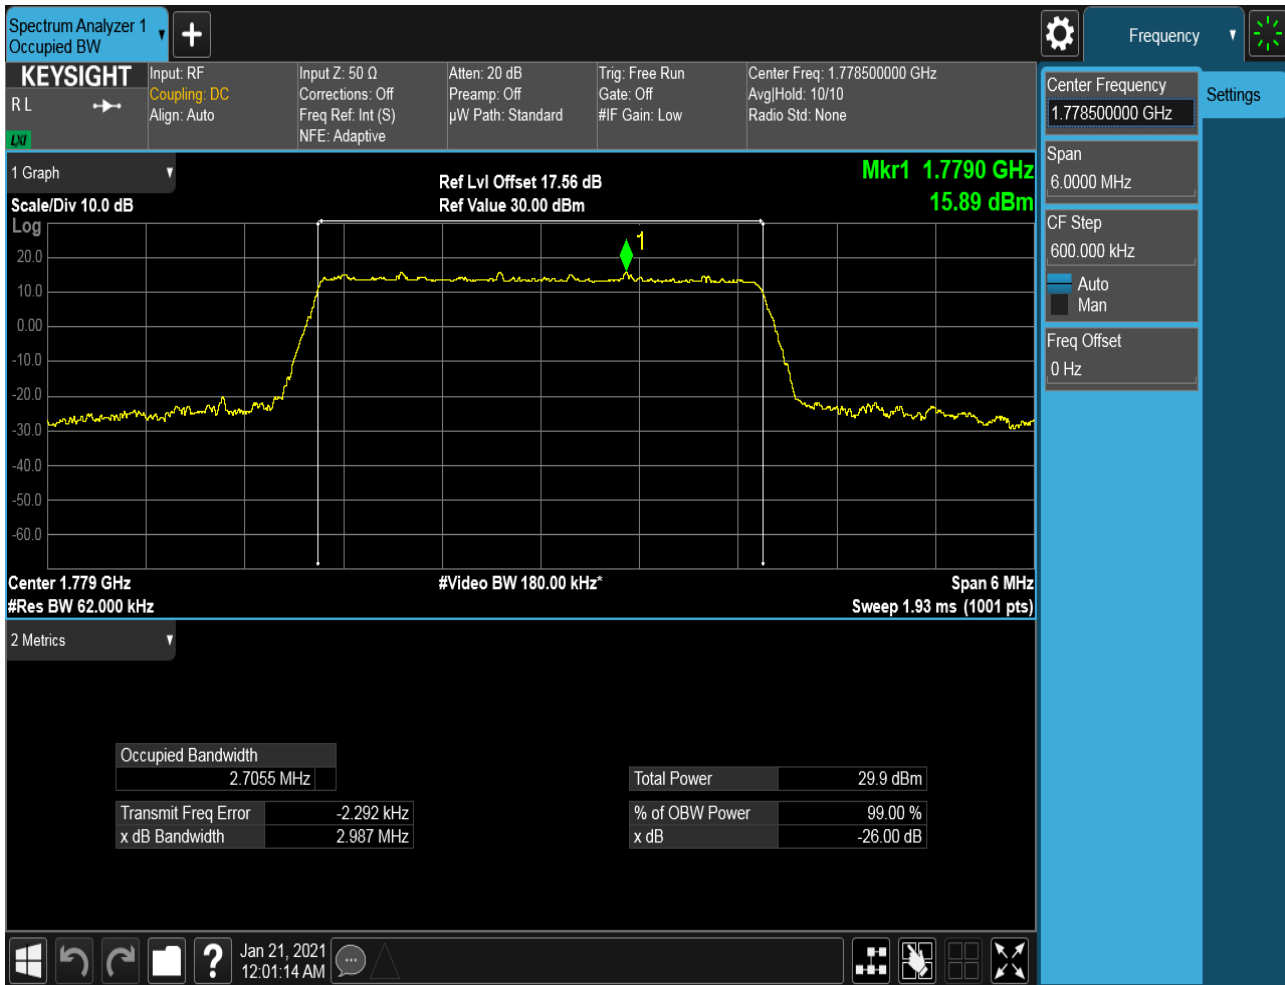 Spectrum Analyzer 1
Occupied BW
+
Frequency
KEYSIGHT
R L
LXI
Input: RF
Coupling: DC
Align: Auto
Input Z: 50 Ω
Corrections: Off
Freq Ref: Int (S)
NFE: Adaptive
Atten: 20 dB
Preamp: Off
µW Path: Standard
Trig: Free Run
Gate: Off
#IF Gain: Low
Center Freq: 1.778500000 GHz
Avg|Hold: 10/10
Radio Std: None
Center Frequency
1.778500000 GHz
Settings
Span
6.0000 MHz
CF Step
600.000 kHz
Auto
Man
Freq Offset
0 Hz
1 Graph
Ref Lvl Offset 17.56 dB
Mkr1 1.7790 GHz
Scale/Div 10.0 dB
Ref Value 30.00 dBm
15.89 dBm
Log
1
20.0
10.0
0.00
-10.0
-20.0
-30.0
-40.0
-50.0
-60.0
Center 1.779 GHz
#Video BW 180.00 kHz*
Span 6 MHz
#Res BW 62.000 kHz
Sweep 1.93 ms (1001 pts)
2 Metrics
Occupied Bandwidth
2.7055 MHz
Total Power 29.9 dBm
Transmit Freq Error -2.292 kHz
% of OBW Power 99.00 %
x dB Bandwidth 2.987 MHz
x dB -26.00 dB
?
Jan 21, 2021
12:01:14 AM